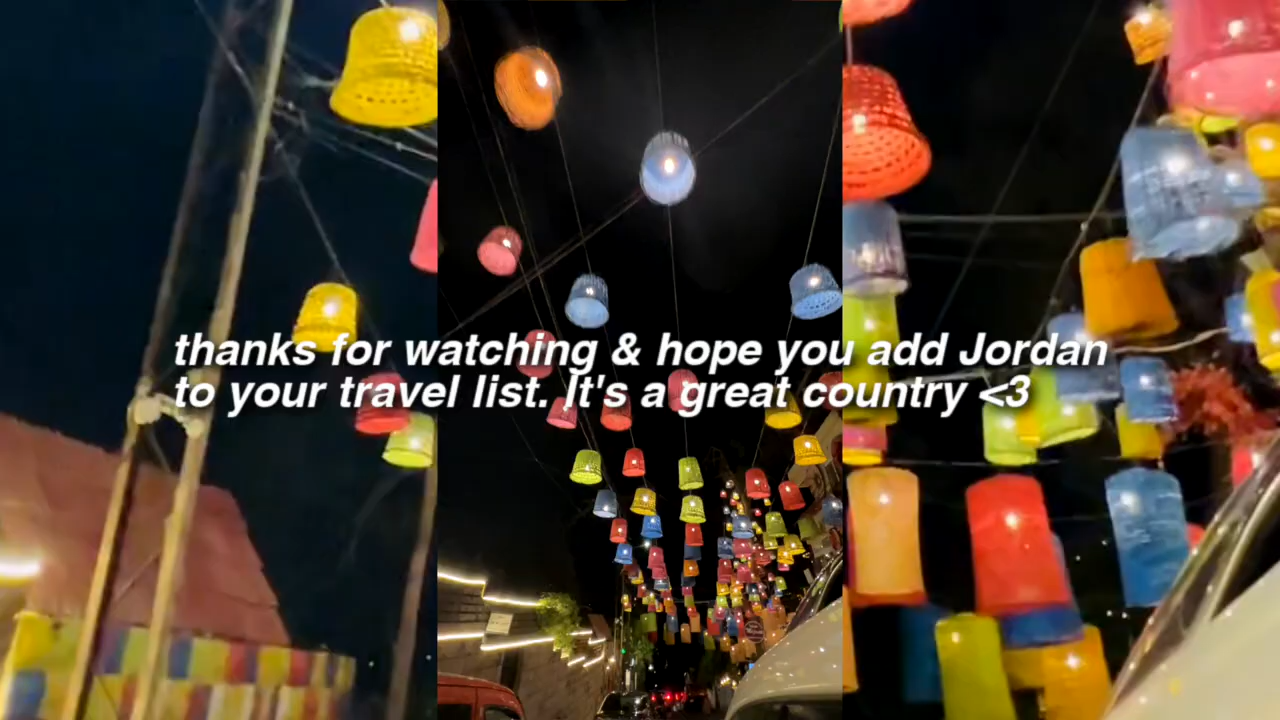 thanks for watching & hope you add Jordan
to your travel list. It's a great country <3